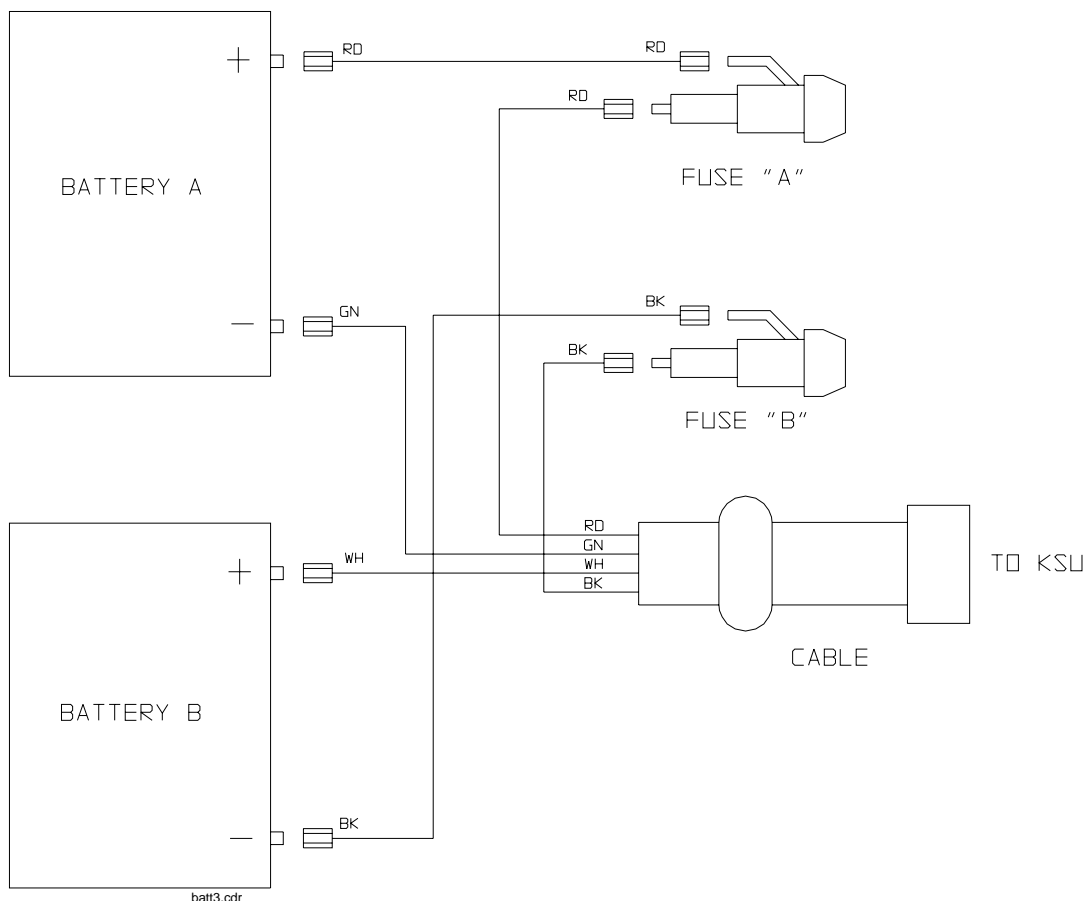 RD
RD
+
RD
BATTERY A
FUSE "A"
GN
BK
–
BK
FUSE "B"
RD
GN
WH
WH
+
BK
TO KSU
CABLE
BATTERY B
BK
–
batt3.cdr